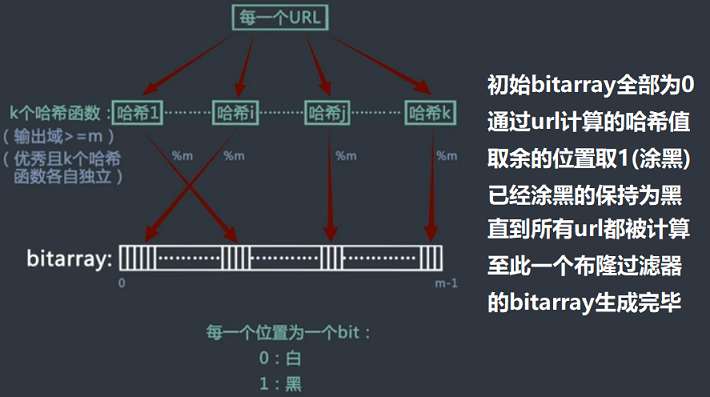 每一个URL
k个哈希函数：哈希1 哈希i 哈希j 哈希k
（输出域>=m）
（优秀且k个哈希
函数各自独立）
%m %m %m %m
bitarray:
0 m-1
每一个位置为一个bit：
0：白
1：黑
初始bitarray全部为0
通过url计算的哈希值
取余的位置取1(涂黑)
已经涂黑的保持为黑
直到所有url都被计算
至此一个布隆过滤器
的bitarray生成完毕